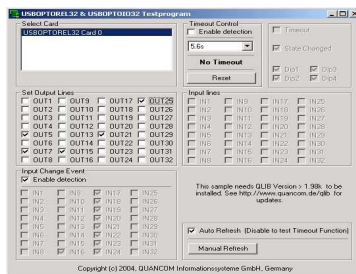 USBOPTOREL32 & USBOPTOIO32 Testprogram
Select Card
USBOPTOREL32 Card 0
Timeout Control
Enable detection
5.6s
No Timeout
Reset
Timeout
State Changed
Dip1 Dip3
Dip2 Dip4
Set Output Lines
OUT1 OUT9 OUT17 OUT25
OUT2 OUT10 OUT18 OUT26
OUT3 OUT11 OUT19 OUT27
OUT4 OUT12 OUT20 OUT28
OUT5 OUT13 OUT21 OUT29
OUT6 OUT14 OUT22 OUT30
OUT7 OUT15 OUT23 OUT31
OUT8 OUT16 OUT24 OUT32
Input lines
IN1 IN9 IN17 IN25
IN2 IN10 IN18 IN26
IN3 IN11 IN19 IN27
IN4 IN12 IN20 IN28
IN5 IN13 IN21 IN29
IN6 IN14 IN22 IN30
IN7 IN15 IN23 IN31
IN8 IN16 IN24 IN32
Input Change Event
Enable detection
IN1 IN9 IN17 IN25
IN2 IN10 IN18 IN26
IN3 IN11 IN19 IN27
IN4 IN12 IN20 IN28
IN5 IN13 IN21 IN29
IN6 IN14 IN22 IN30
IN7 IN15 IN23 IN31
IN8 IN16 IN24 IN32
This sample needs QLIB Version > 1.98k to be
installed. See http://www.quancom.de/qlib for
updates.
Auto Refresh (Disable to test Timeout Function)
Manual Refresh
Copyright (c) 2004, QUANCOM Informationssysteme GmbH, Germany